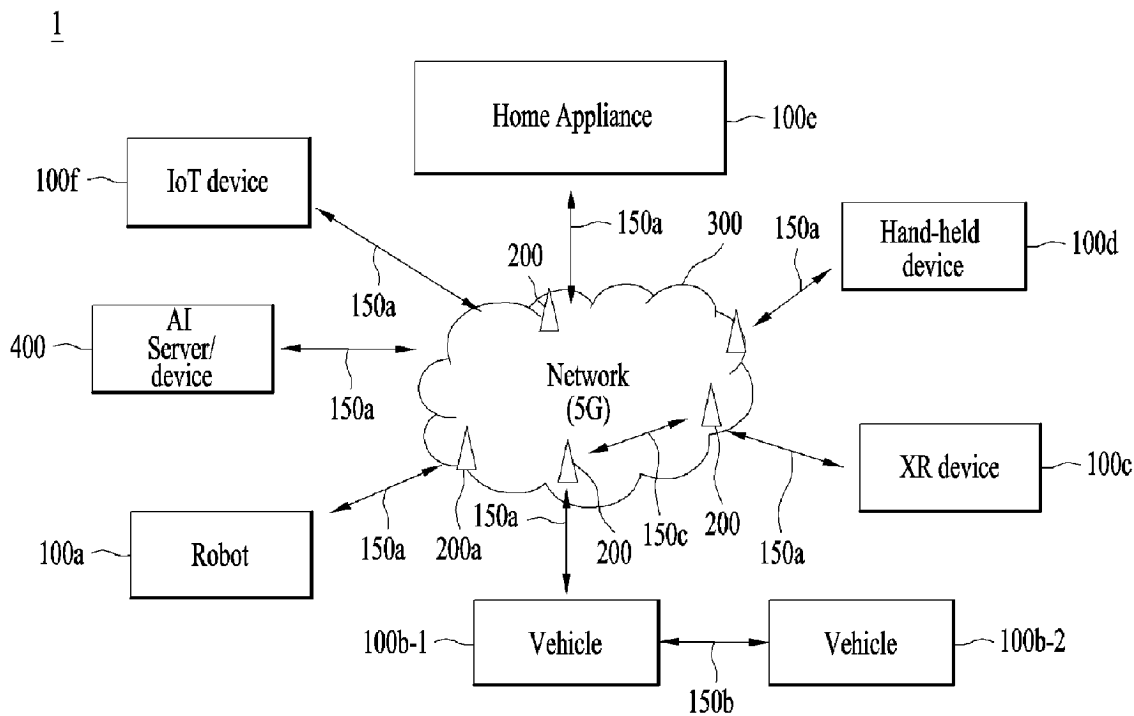 1
Home Appliance
100e
100f
IoT device
150a
300
150a
Hand-held
device
100d
200
150a
400
AI
Server/
device
150a
Network
(5G)
XR device
100c
150a
150c
200
150a
100a
Robot
150a
200a
200
100b-1
Vehicle
Vehicle
100b-2
150b